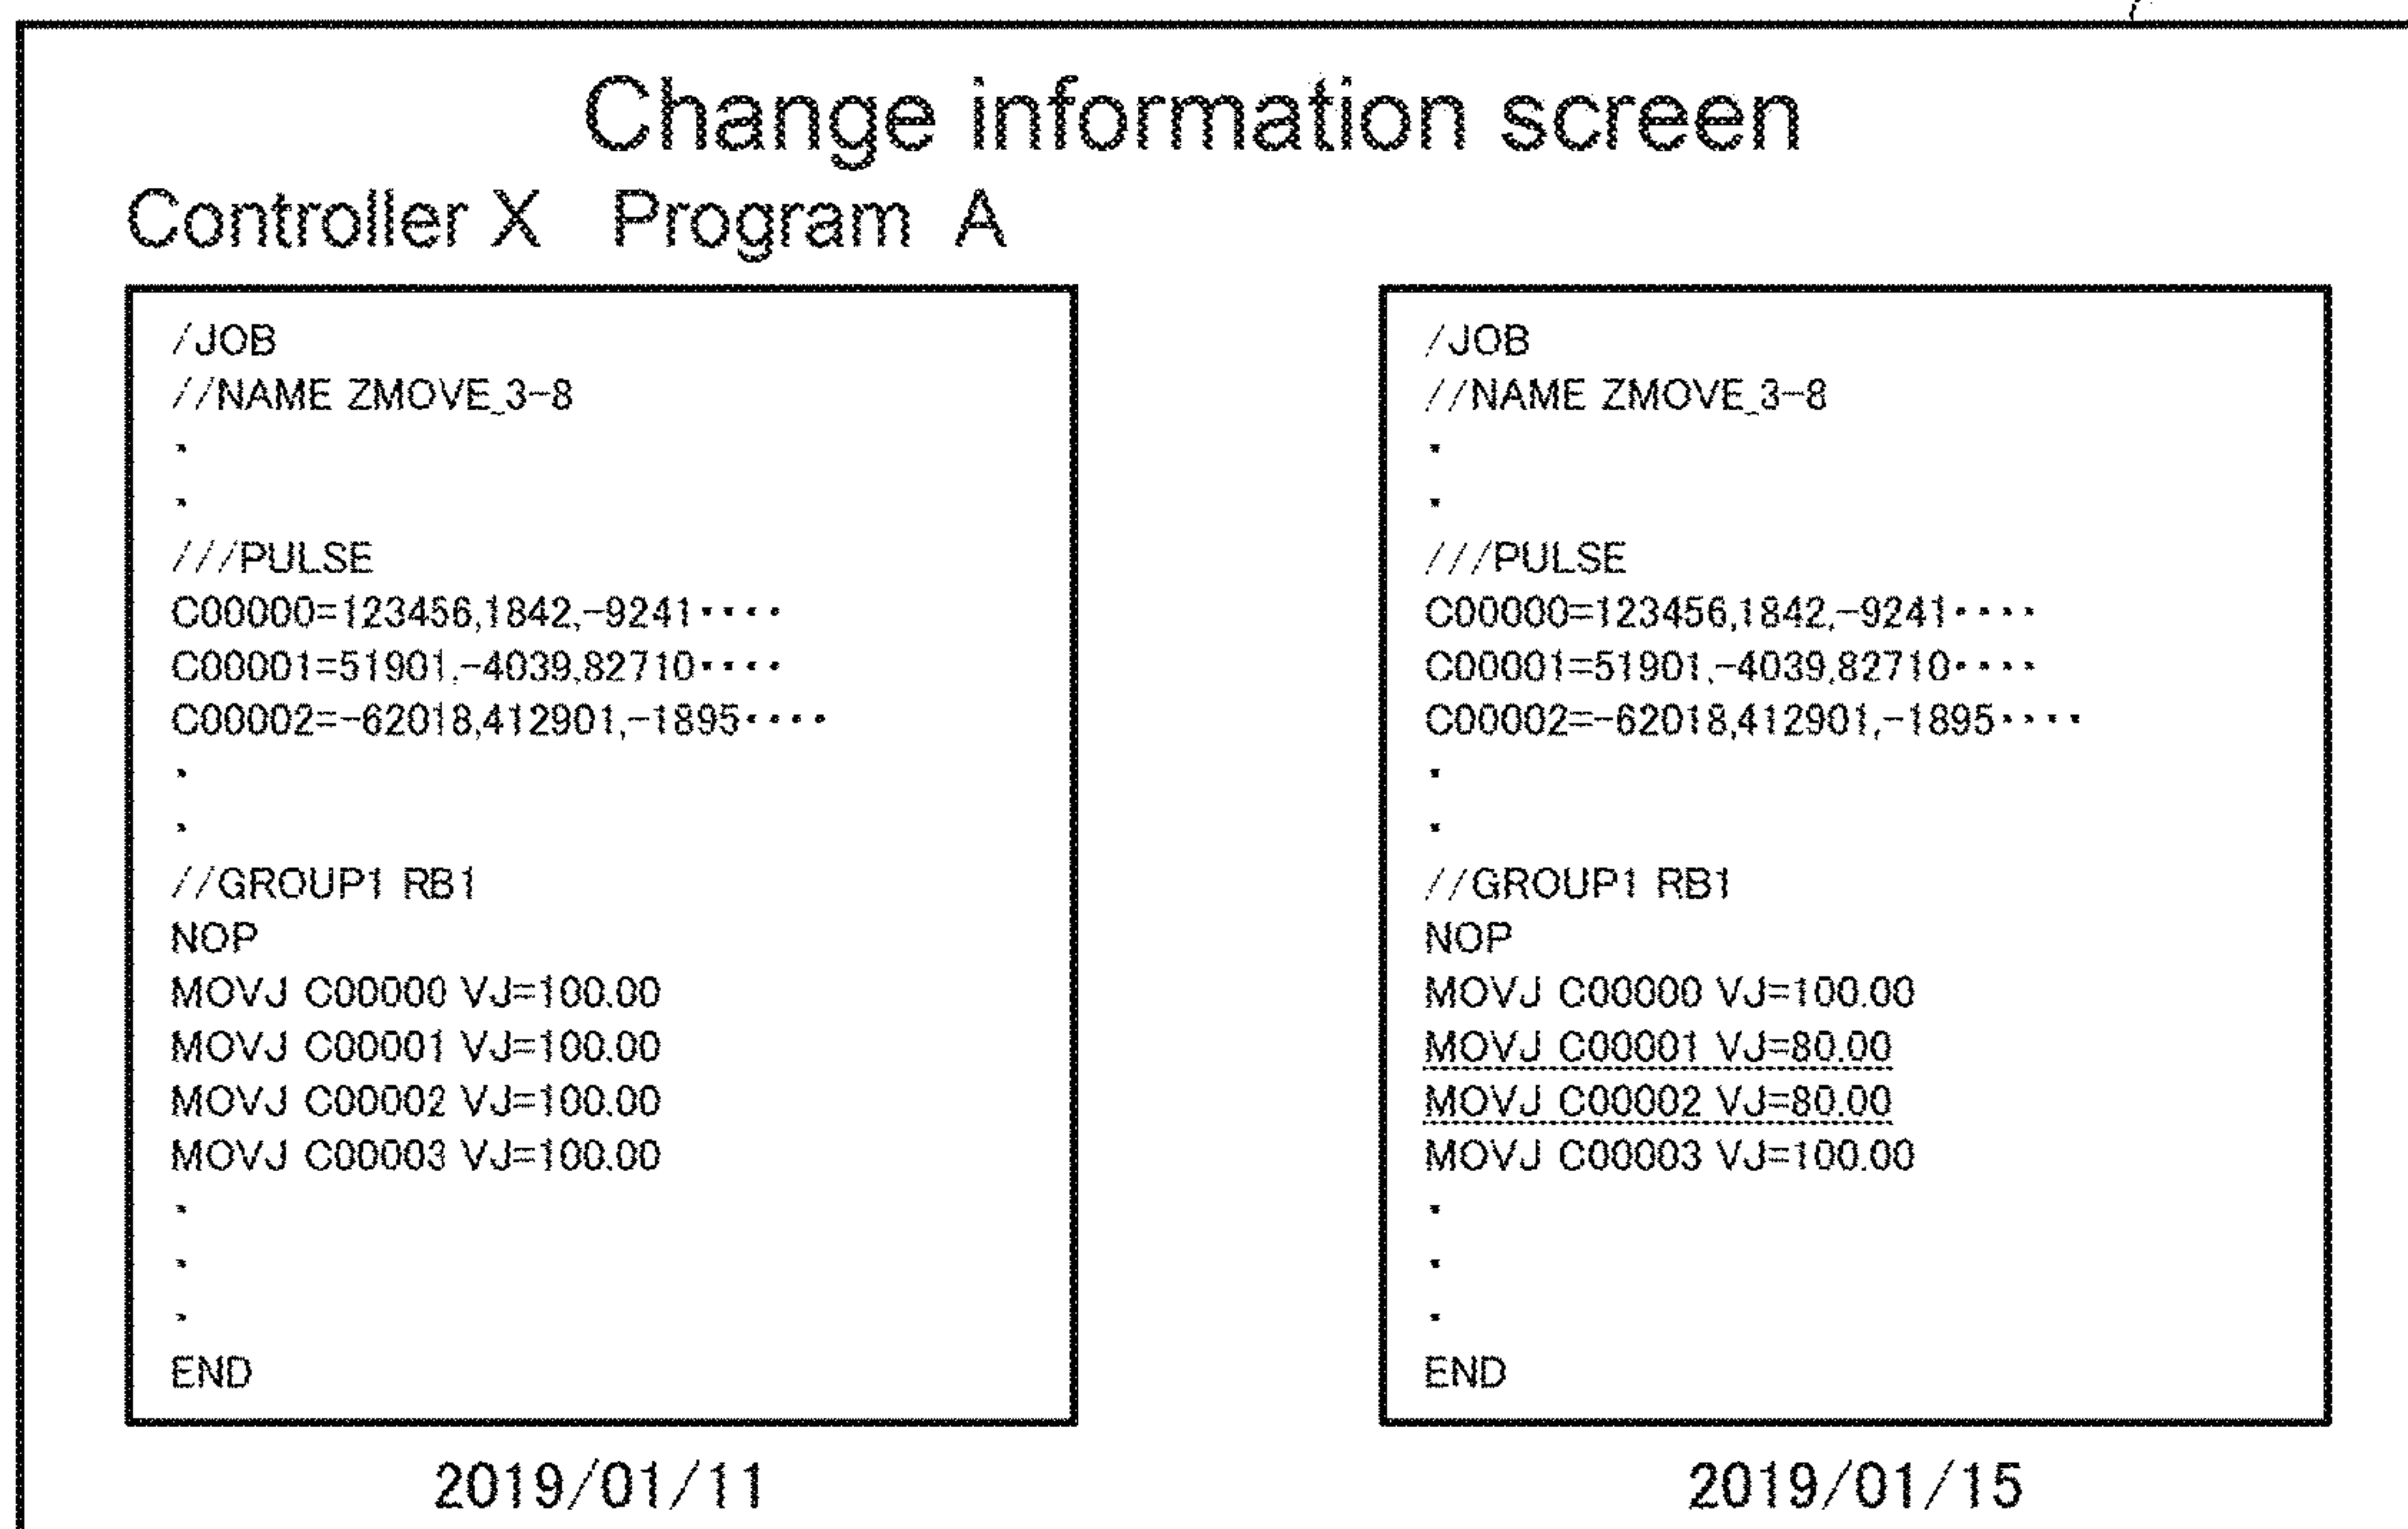 Change information screen
Controller X Program A
/JOB
//NAME ZMOVE_3-8
.
.
///PULSE
C00000=123456,1842,-9241····
C00001=51901,-4039,82710····
C00002=-62018,412901,-1895····
.
.
//GROUP1 RB1
NOP
MOVJ C00000 VJ=100.00
MOVJ C00001 VJ=100.00
MOVJ C00002 VJ=100.00
MOVJ C00003 VJ=100.00
.
.
.
END
2019/01/11
/JOB
//NAME ZMOVE_3-8
.
.
///PULSE
C00000=123456,1842,-9241····
C00001=51901,-4039,82710····
C00002=-62018,412901,-1895····
.
.
//GROUP1 RB1
NOP
MOVJ C00000 VJ=100.00
MOVJ C00001 VJ=80.00
MOVJ C00002 VJ=80.00
MOVJ C00003 VJ=100.00
.
.
.
END
2019/01/15